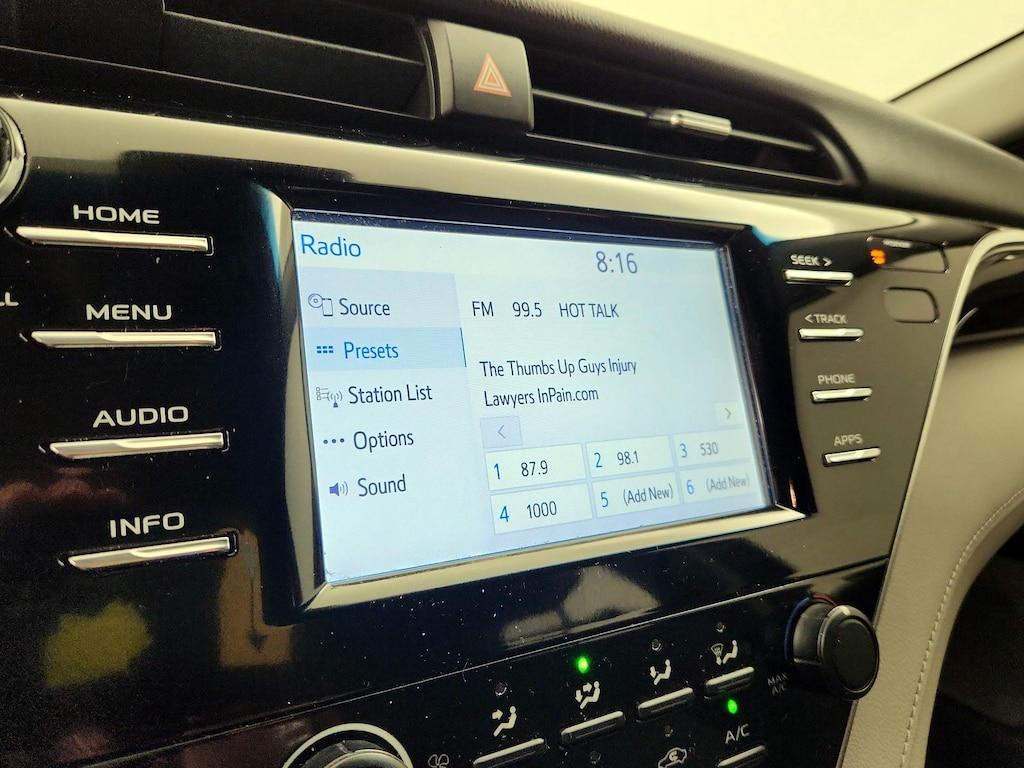 HOME
MENU
AUDIO
INFO
LL
Radio
8:16
Source
Presets
Station List
Options
Sound
FM 99.5 HOT TALK
The Thumbs Up Guys Injury
Lawyers InPain.com
<
>
1 87.9
2 98.1
3 530
4 1000
5 (Add New)
6 (Add New)
SEEK >
< TRACK
PHONE
APPS
MAX
A/C
A/C